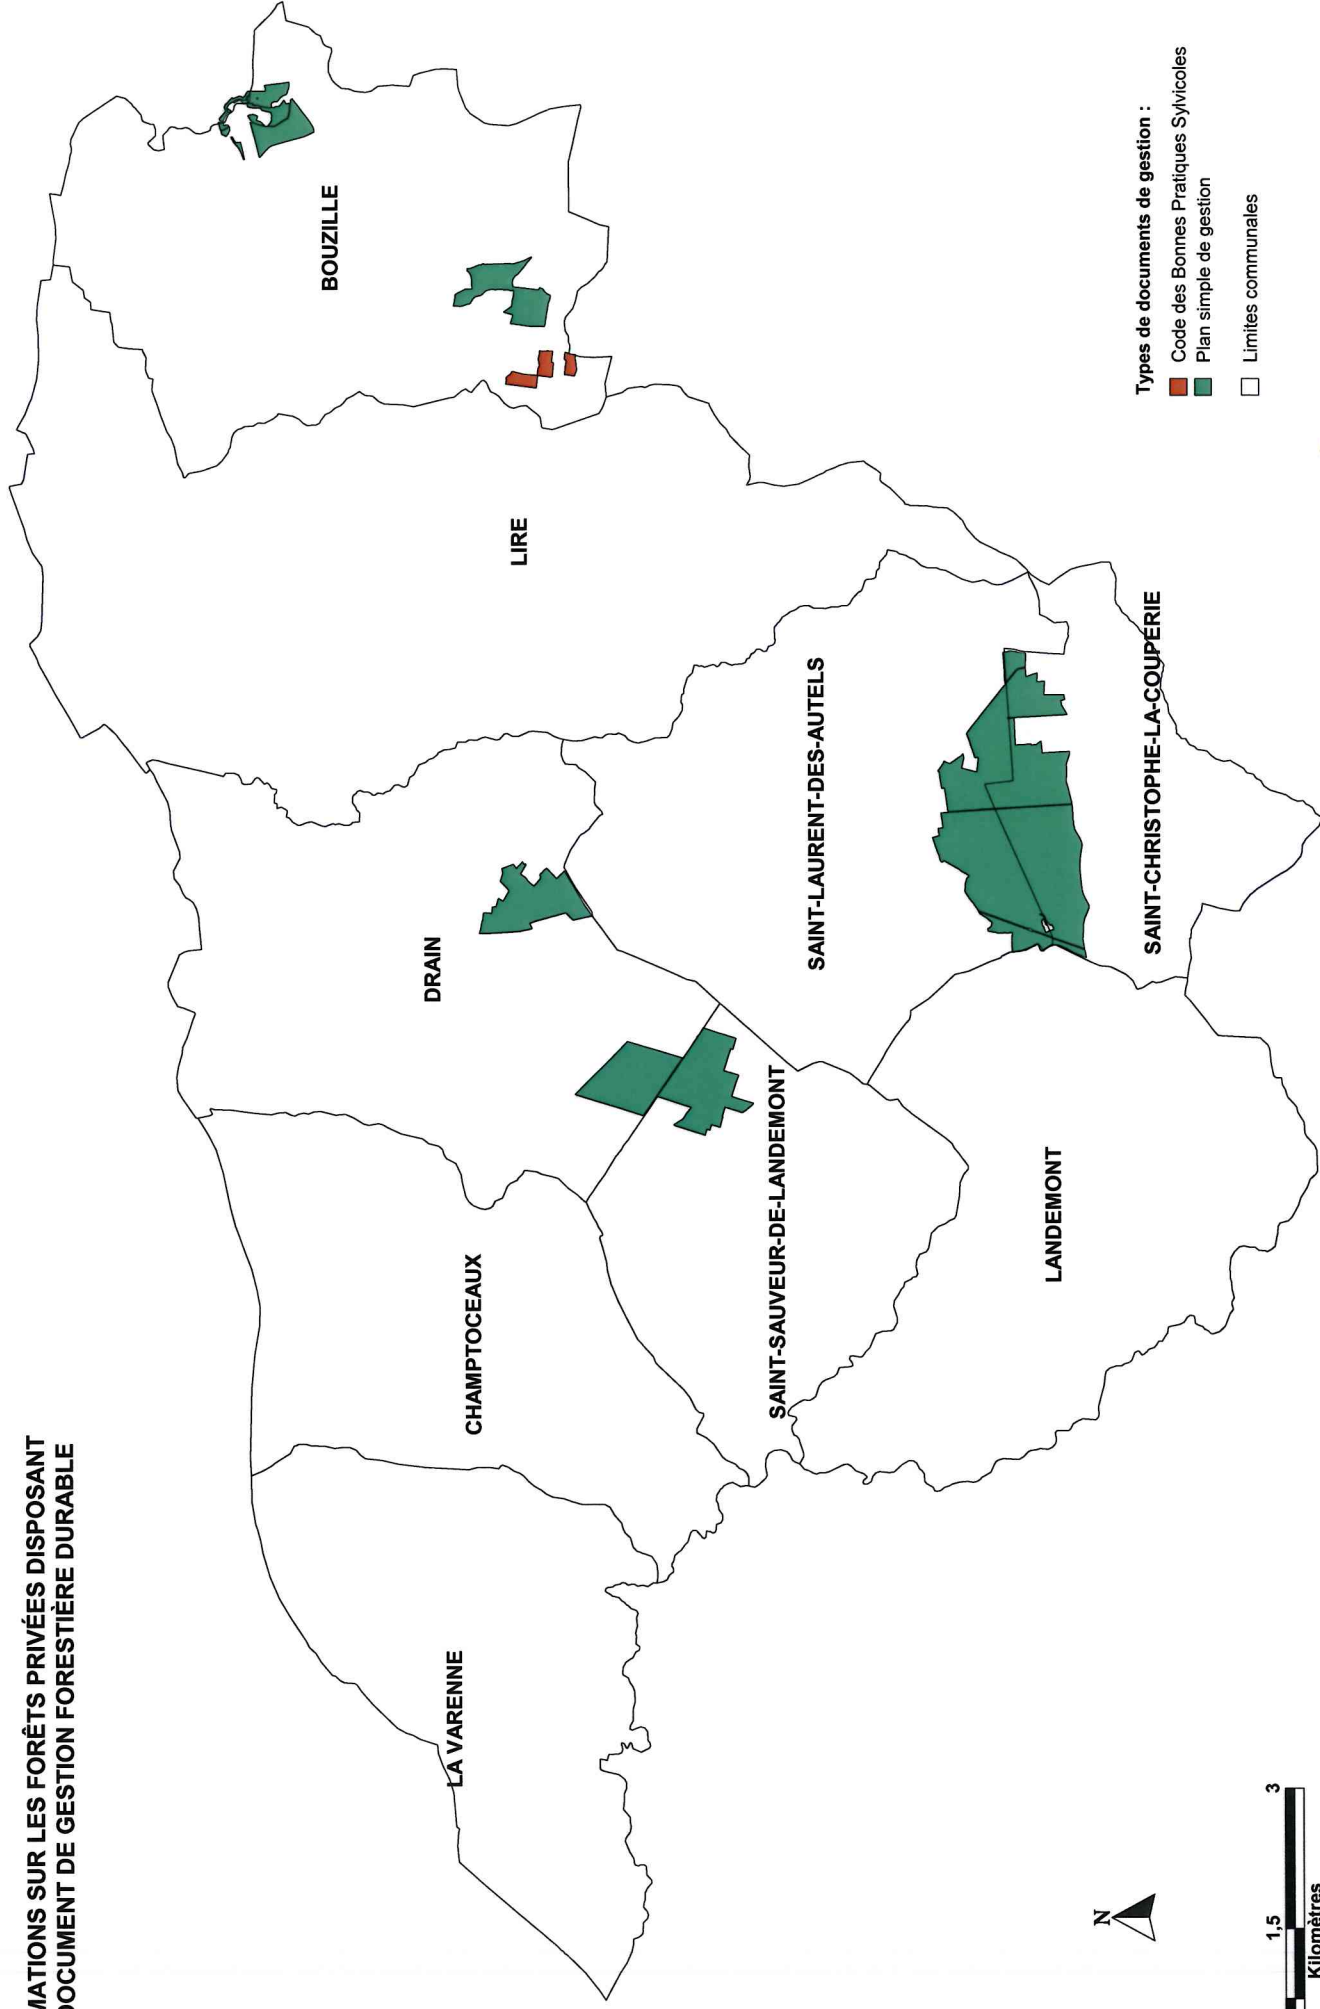 MATIONS SUR LES FORÊTS PRIVÉES DISPOSANT
DOCUMENT DE GESTION FORESTIÈRE DURABLE
BOUZILLE
LIRE
DRAIN
CHAMPTOCEAUX
LA VARENNE
SAINT-LAURENT-DES-AUTELS
SAINT-SAUVEUR-DE-LANDEMONT
SAINT-CHRISTOPHE-LA-COUPERIE
LANDEMONT
Types de documents de gestion :
Code des Bonnes Pratiques Sylvicoles
Plan simple de gestion
Limites communales
N
1,5 3
Kilomètres